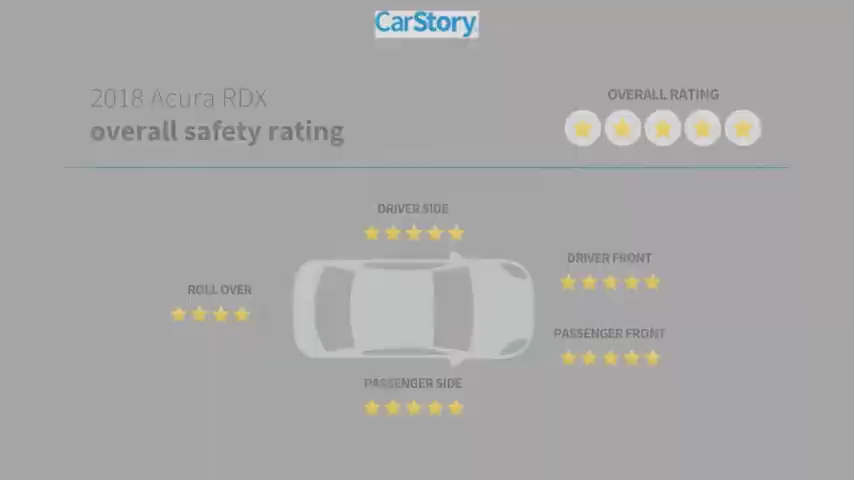 CarStory
2018 Acura RDX
overall safety rating
OVERALL RATING
DRIVER SIDE
DRIVER FRONT
ROLL OVER
PASSENGER FRONT
PASSENGER SIDE